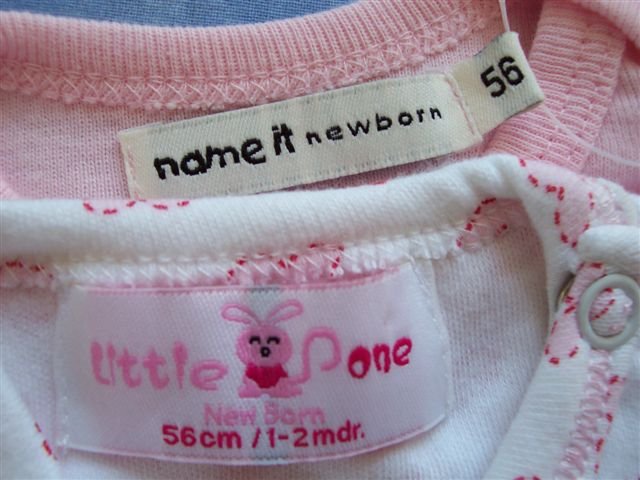 name it newborn
56
Little one
New Born
56cm / 1-2mdr.